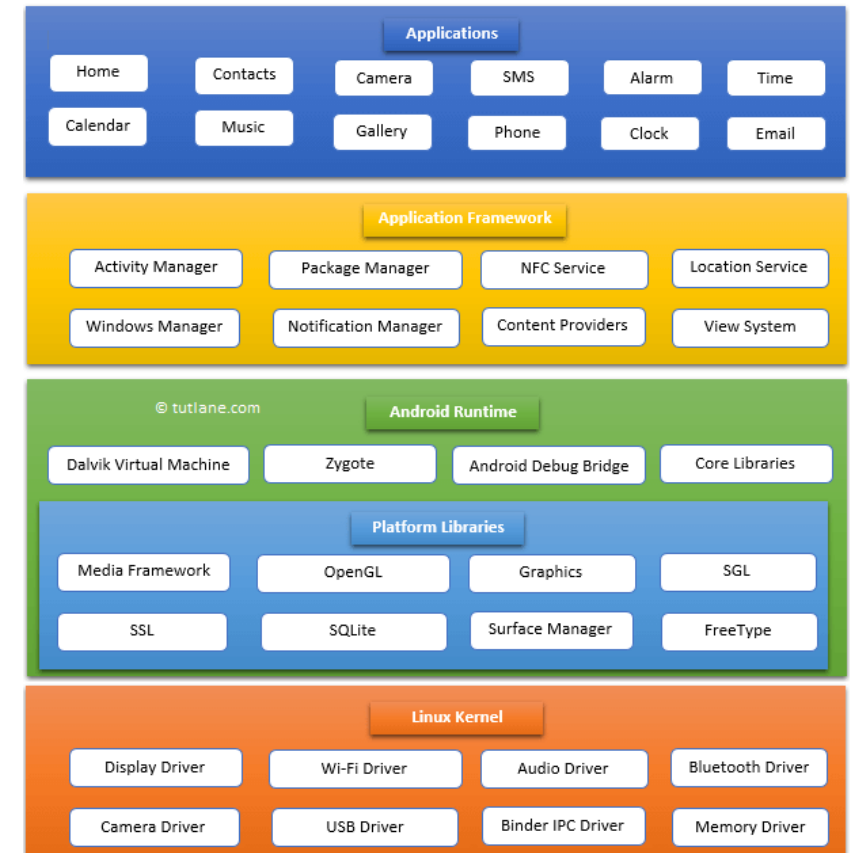 Applications
Home
Contacts
Camera
SMS
Alarm
Time
Calendar
Music
Gallery
Phone
Clock
Email
Application Framework
Activity Manager
Package Manager
NFC Service
Location Service
Windows Manager
Notification Manager
Content Providers
View System
© tutlane.com
Android Runtime
Dalvik Virtual Machine
Zygote
Android Debug Bridge
Core Libraries
Platform Libraries
Media Framework
OpenGL
Graphics
SGL
SSL
SQLite
Surface Manager
FreeType
Linux Kernel
Display Driver
Wi-Fi Driver
Audio Driver
Bluetooth Driver
Camera Driver
USB Driver
Binder IPC Driver
Memory Driver